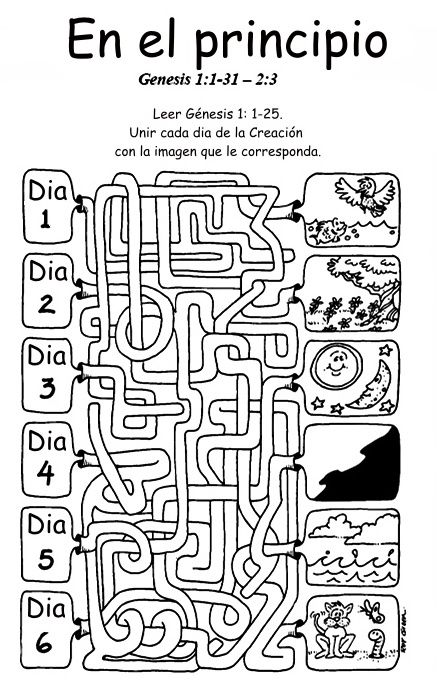 En el principio
Genesis 1:1-31 – 2:3
Leer Génesis 1: 1-25.
Unir cada dia de la Creación
con la imagen que le corresponda.
Dia
1
Dia
2
Dia
3
Dia
4
Dia
5
Dia
6